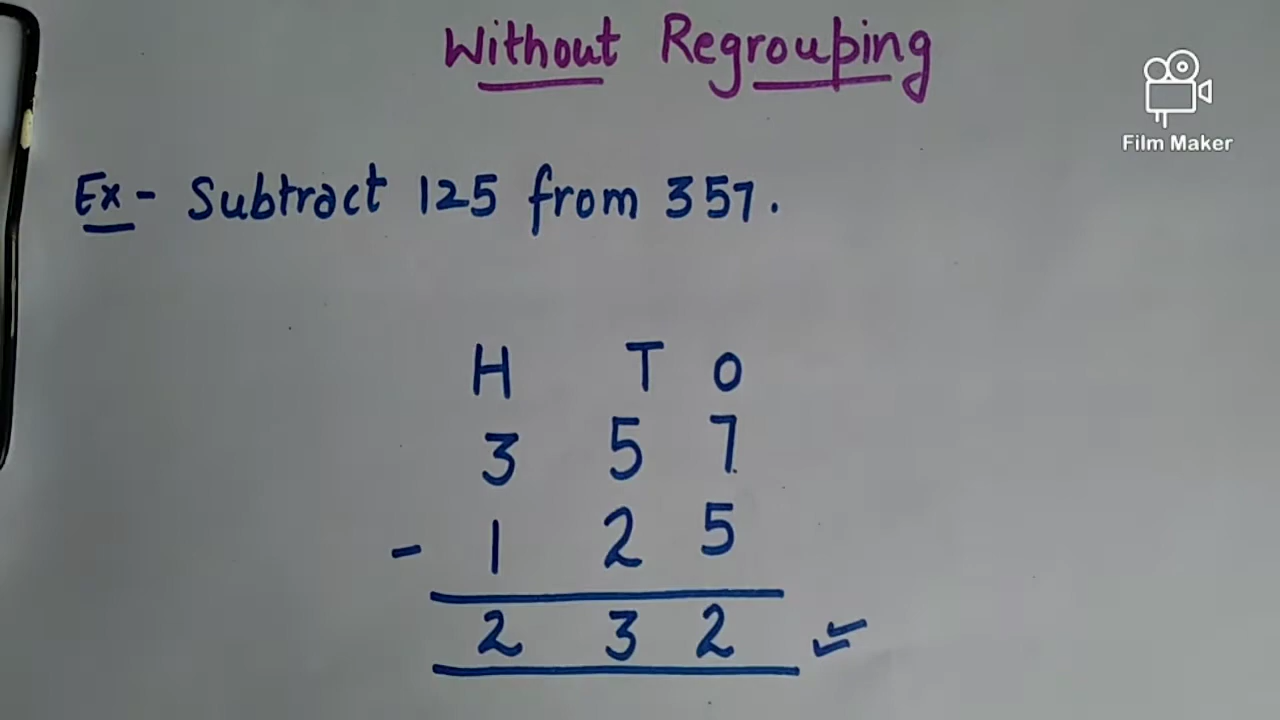 Without Regrouping
Film Maker
Ex- Subtract 125 from 357.
H T O
3 5 7
- 1 2 5
2 3 2